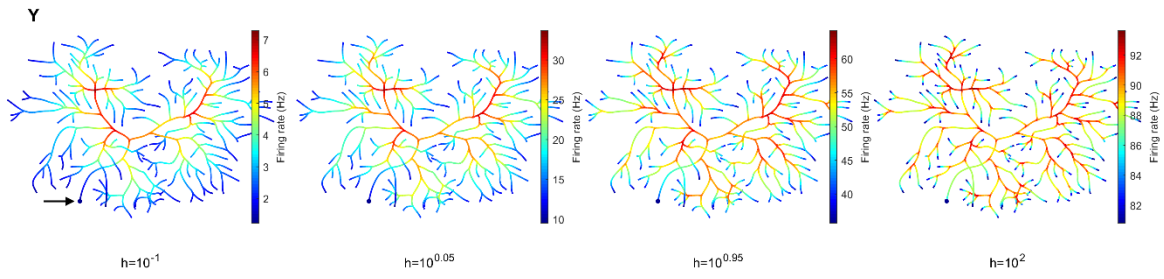 Y
7
6
5
4
3
2
Firing rate (Hz)
h=10^-1
30
25
20
15
10
Firing rate (Hz)
h=10^0.05
60
55
50
45
40
Firing rate (Hz)
h=10^0.95
92
90
88
86
84
82
Firing rate (Hz)
h=10^2